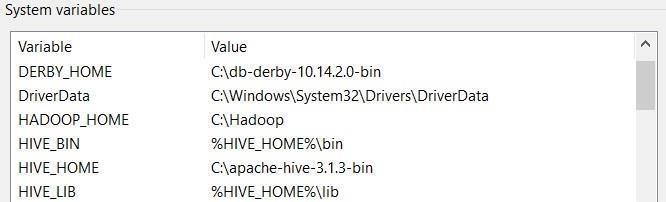 System variables
Variable Value
DERBY_HOME C:\db-derby-10.14.2.0-bin
DriverData C:\Windows\System32\Drivers\DriverData
HADOOP_HOME C:\Hadoop
HIVE_BIN %HIVE_HOME%\bin
HIVE_HOME C:\apache-hive-3.1.3-bin
HIVE_LIB %HIVE_HOME%\lib